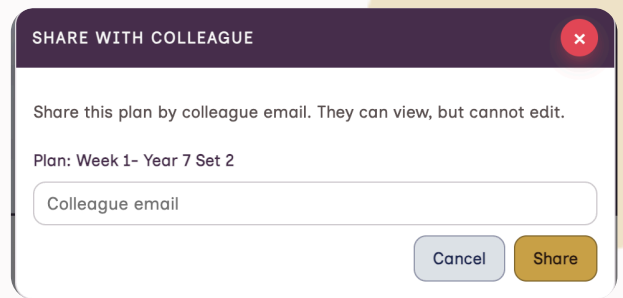 SHARE WITH COLLEAGUE
Share this plan by colleague email. They can view, but cannot edit.
Plan: Week 1- Year 7 Set 2
Colleague email
Cancel Share